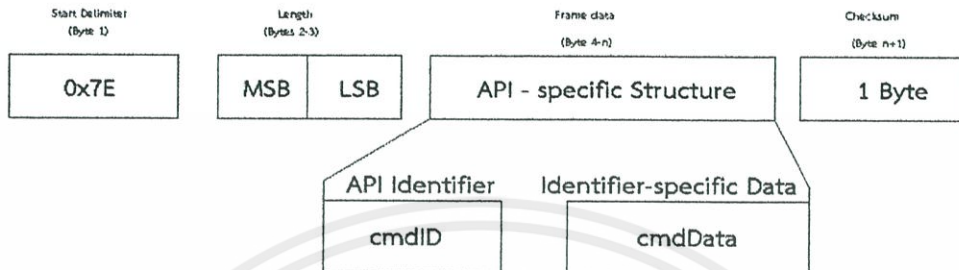 Start Delimiter Length Frame data Checksum
(Byte 1) (Bytes 2-3) (Byte 4-n) (Byte n+1)
0x7E MSB LSB API - specific Structure 1 Byte
API Identifier Identifier-specific Data
cmdID cmdData